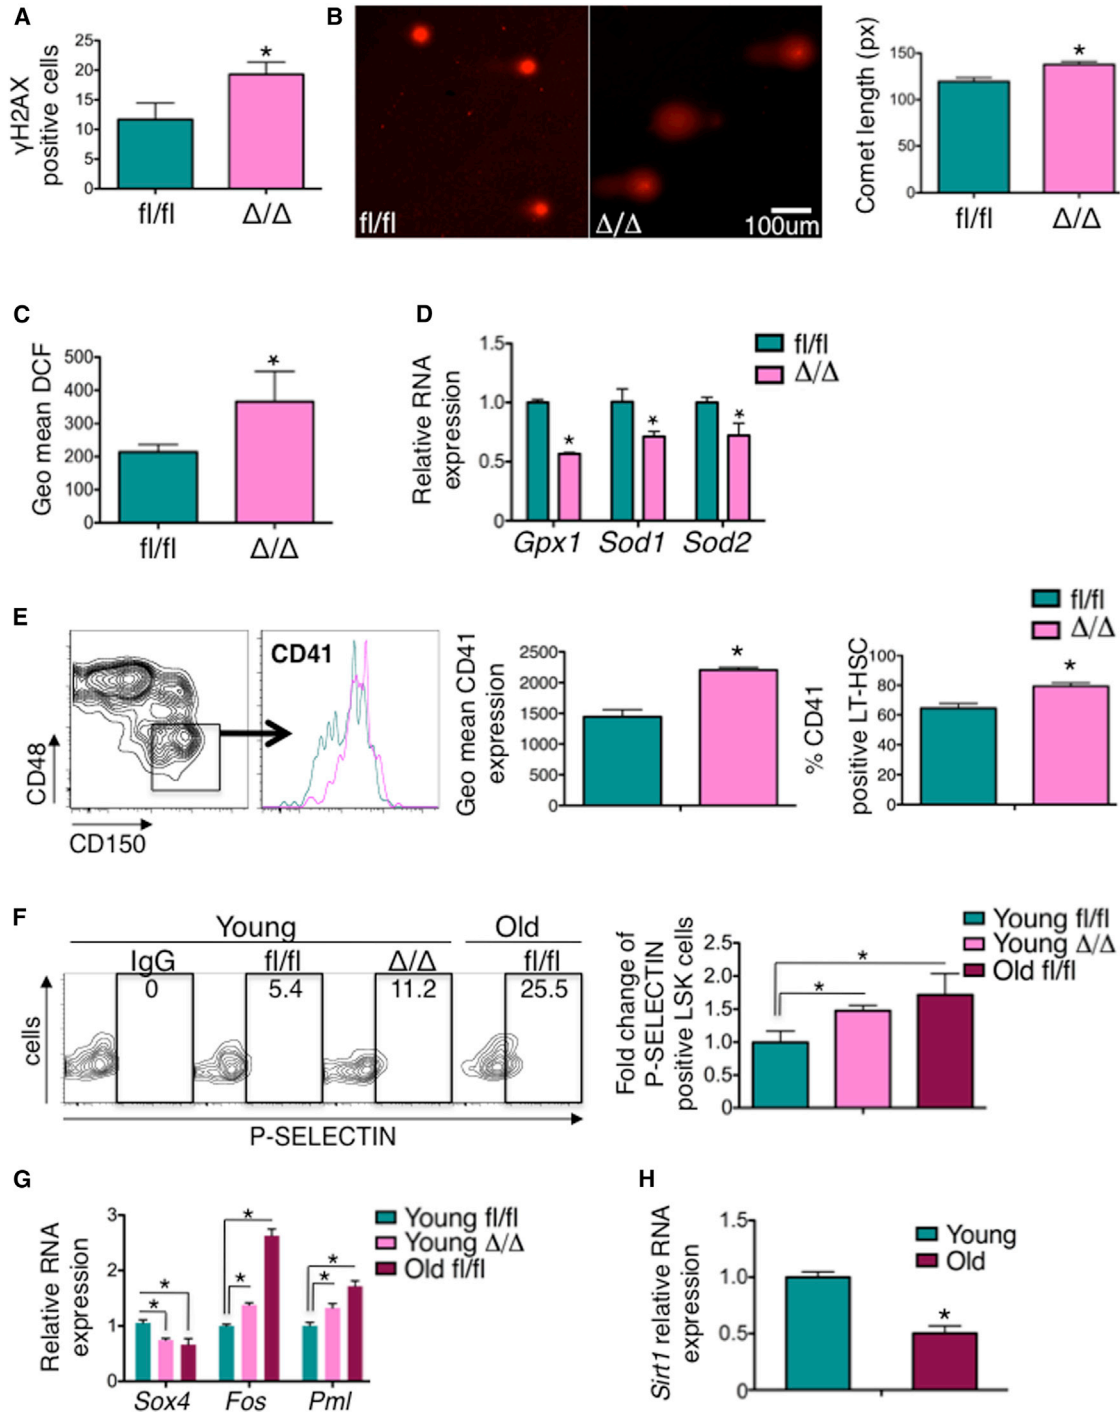 A
γH2AX
positive cells
25
20
15
10
5
0
*
fl/fl
Δ/Δ
B
fl/fl
Δ/Δ
100um
Comet length (px)
150
100
50
0
*
fl/fl
Δ/Δ
C
Geo mean DCF
500
400
300
200
100
0
*
fl/fl
Δ/Δ
D
Relative RNA
expression
1.5
1.0
0.5
0
*
*
*
Gpx1 Sod1 Sod2
fl/fl
Δ/Δ
E
CD48
CD150
CD41
Geo mean CD41
expression
2500
2000
1500
1000
500
0
*
fl/fl
Δ/Δ
% CD41
positive LT-HSC
100
80
60
40
20
0
*
F
Young Old
IgG fl/fl Δ/Δ fl/fl
0 5.4 11.2 25.5
cells
P-SELECTIN
Fold change of
P-SELECTIN
positive LSK cells
2.5
2.0
1.5
1.0
0.5
0
*
*
Young fl/fl
Young Δ/Δ
Old fl/fl
G
Relative RNA
expression
3
2
1
0
*
*
*
*
*
*
Sox4 Fos Pml
Young fl/fl
Young Δ/Δ
Old fl/fl
H
Sirt1 relative RNA
expression
1.5
1.0
0.5
0
*
Young
Old